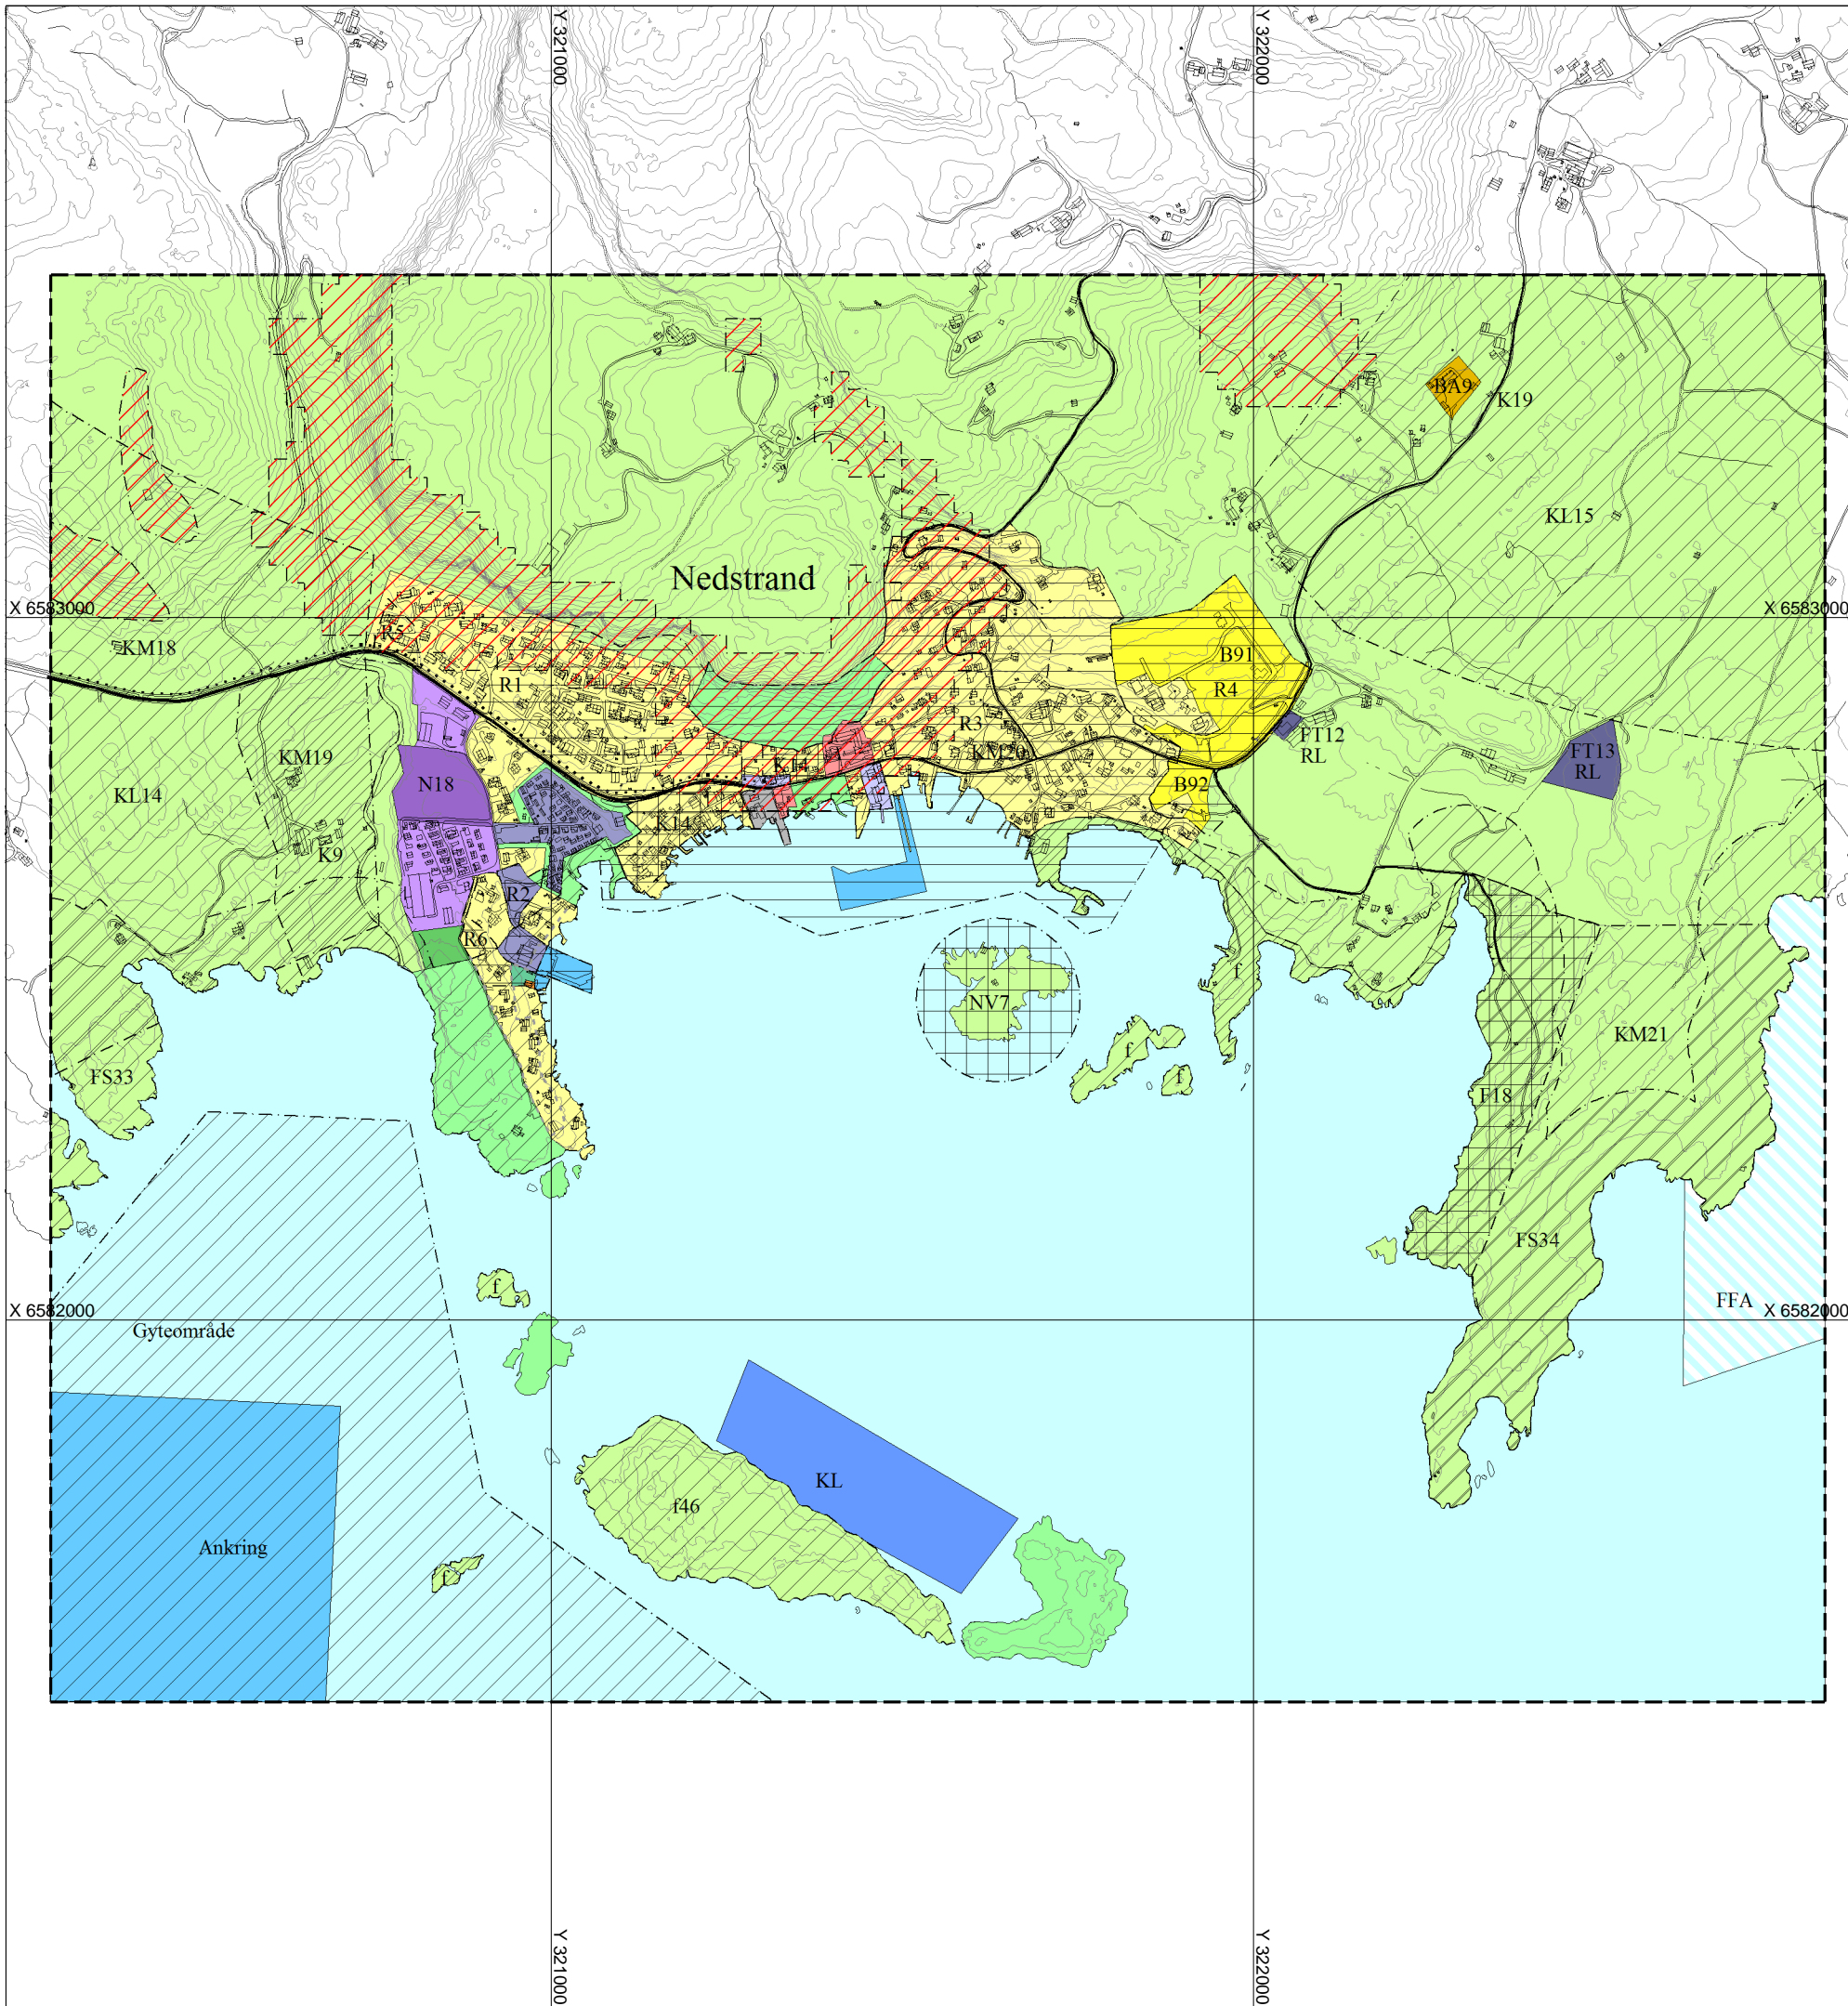 Y 321000
Y 322000
BA9
K19
KL15
Nedstrand
X 6583000
X 6583000
R5
KM18
B91
R1
R4
R3
FT12
RL
FT13
RL
KM20
KM19
K14
KL14
N18
B92
K14
K9
R2
R6
f
NV7
KM21
f
f
FS33
F18
FS34
f
FFA
X 6582000
X 6582000
Gyteområde
KL
f46
Ankring
f
Y 321000
Y 322000